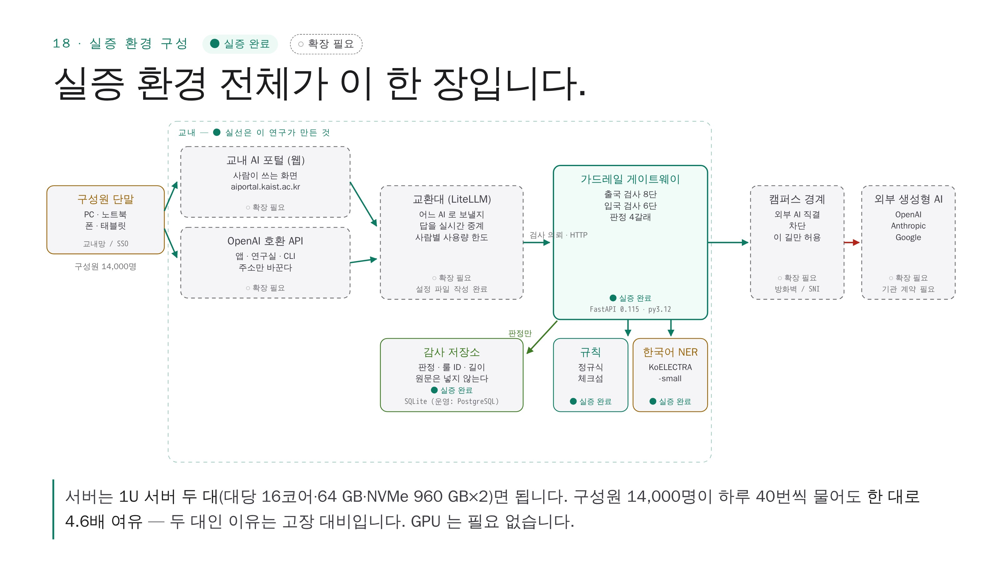 18 · 실증 환경 구성
● 실증 완료
◌ 확장 필요
실증 환경 전체가 이 한 장입니다.
교내 — ● 실선은 이 연구가 만든 것
구성원 단말
PC · 노트북
폰 · 태블릿
교내망 / SSO
구성원 14,000명
교내 AI 포털 (웹)
사람이 쓰는 화면
aiportal.kaist.ac.kr
◌ 확장 필요
OpenAI 호환 API
앱 · 연구실 · CLI
주소만 바꾼다
◌ 확장 필요
교환대 (LiteLLM)
어느 AI 로 보낼지
답을 실시간 중계
사람별 사용량 한도
◌ 확장 필요
설정 파일 작성 완료
검사 의뢰 · HTTP
가드레일 게이트웨이
출국 검사 8단
입국 검사 6단
판정 4갈래
● 실증 완료
FastAPI 0.115 · py3.12
캠퍼스 경계
외부 AI 직결
차단
이 길만 허용
◌ 확장 필요
방화벽 / SNI
외부 생성형 AI
OpenAI
Anthropic
Google
◌ 확장 필요
기관 계약 필요
판정만
감사 저장소
판정 · 룰 ID · 길이
원문은 넣지 않는다
● 실증 완료
SQLite (운영: PostgreSQL)
규칙
정규식
체크섬
● 실증 완료
한국어 NER
KoELECTRA
-small
● 실증 완료
서버는 1U 서버 두 대(대당 16코어·64 GB·NVMe 960 GB×2)면 됩니다. 구성원 14,000명이 하루 40번씩 물어도 한 대로
4.6배 여유 — 두 대인 이유는 고장 대비입니다. GPU 는 필요 없습니다.